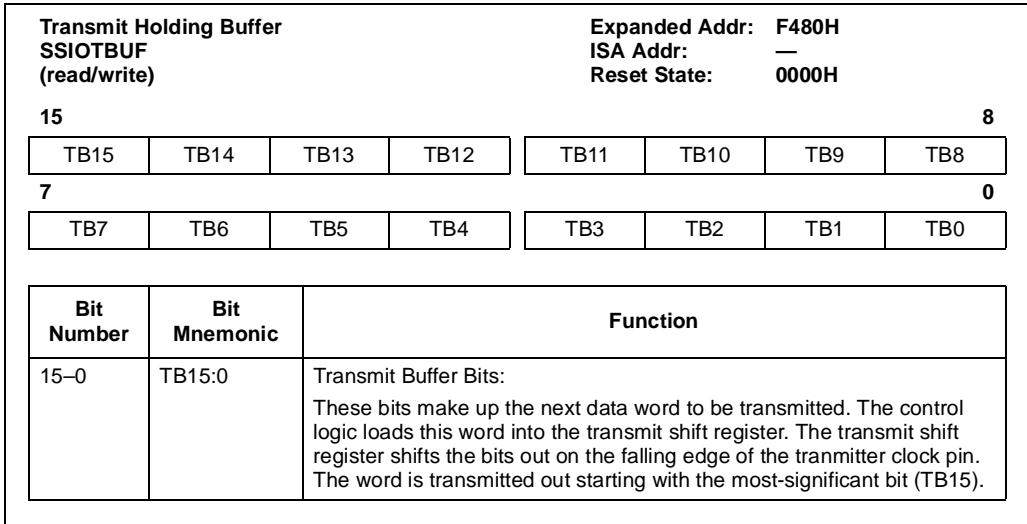 Transmit Holding Buffer Expanded Addr: F480H
SSIOTBUF ISA Addr: —
(read/write) Reset State: 0000H
15 8
TB15 TB14 TB13 TB12 TB11 TB10 TB9 TB8
7 0
TB7 TB6 TB5 TB4 TB3 TB2 TB1 TB0
Bit Number Bit Mnemonic Function
15–0 TB15:0 Transmit Buffer Bits:
These bits make up the next data word to be transmitted. The control
logic loads this word into the transmit shift register. The transmit shift
register shifts the bits out on the falling edge of the tranmitter clock pin.
The word is transmitted out starting with the most-significant bit (TB15).